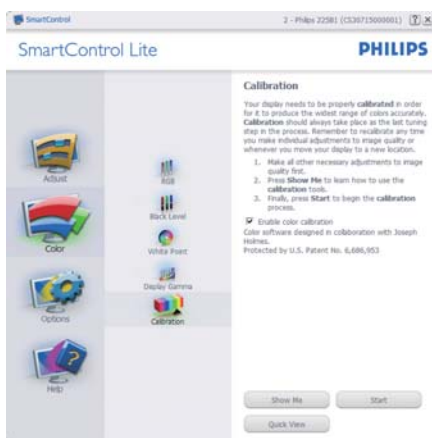 SmartControl
2 - Philips 225B1 (CS30715000001)
SmartControl Lite
PHILIPS
Adjust
Color
Options
Help
RGB
Black Level
White Point
Display Gamma
Calibration
Calibration
Your display needs to be properly calibrated in order
for it to produce the widest range of colors accurately.
Calibration should always take place as the last tuning
step in the process. Remember to recalibrate any time
you make individual adjustments to image quality or
whenever you move your display to a new location.
1. Make all other necessary adjustments to image
quality first.
2. Press Show Me to learn how to use the
calibration tools.
3. Finally, press Start to begin the calibration
process.
Enable color calibration
Color software designed in collaboration with Joseph
Holmes.
Protected by U.S. Patent No. 6,686,953
Show Me
Start
Quick View